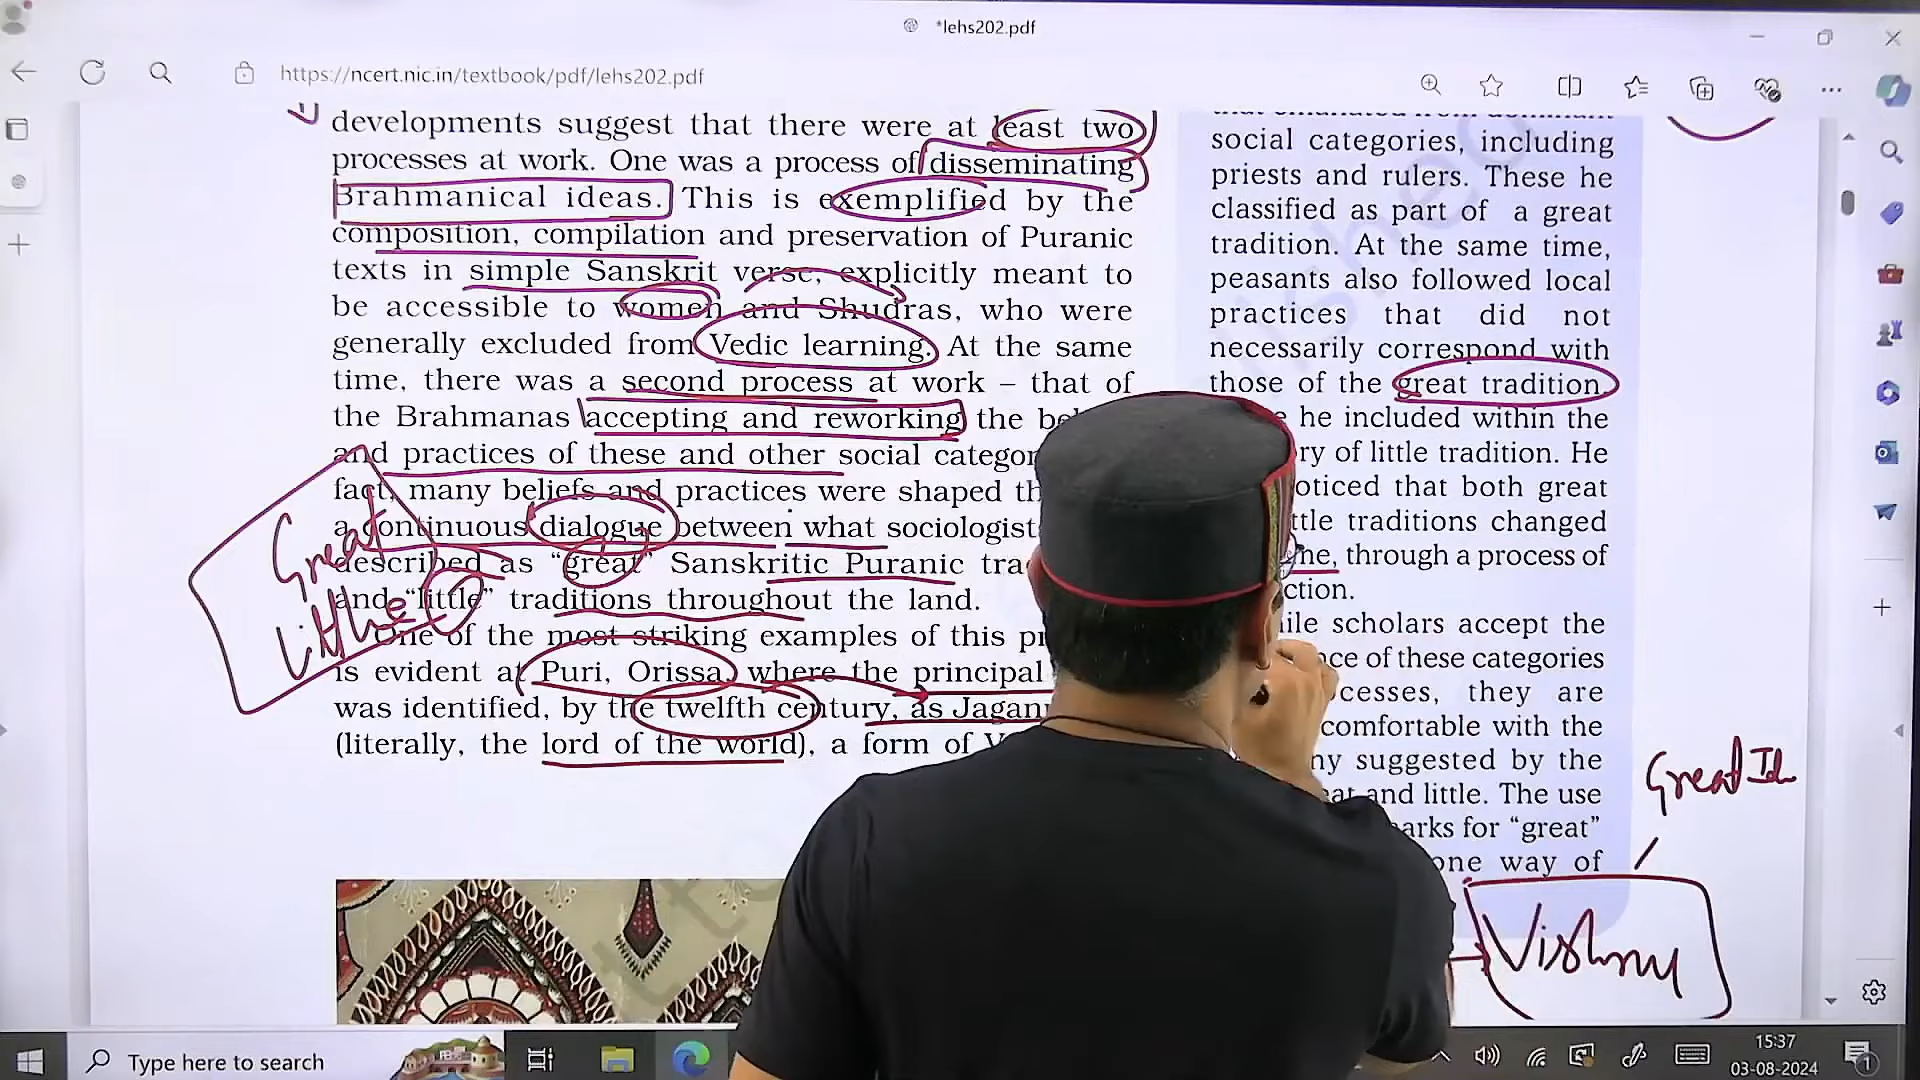 *lehs202.pdf
https://ncert.nic.in/textbook/pdf/lehs202.pdf
developments suggest that there were at least two
processes at work. One was a process of disseminating
Brahmanical ideas. This is exemplified by the
composition, compilation and preservation of Puranic
texts in simple Sanskrit verse, explicitly meant to
be accessible to women and Shudras, who were
generally excluded from Vedic learning. At the same
time, there was a second process at work – that of
the Brahmanas accepting and reworking the
and practices of these and other social
fact, many beliefs and practices were shaped
a continuous dialogue between what
described as “great” Sanskritic Puranic
and “little” traditions throughout the land.
One of the most striking examples of this
is evident at Puri, Orissa, where the principal
was identified, by the twelfth century, as
(literally, the lord of the world), a form of
Great
Little
social categories, including
priests and rulers. These he
classified as part of a great
tradition. At the same time,
peasants also followed local
practices that did not
necessarily correspond with
those of the great tradition.
he included within the
of little tradition. He
that both great
traditions changed
through a process of
scholars accept the
of these categories
they are
comfortable with the
suggested by the
and little. The use
for “great”
one way of
Great
Vishnu
Type here to search
15:37
03-08-2024
1